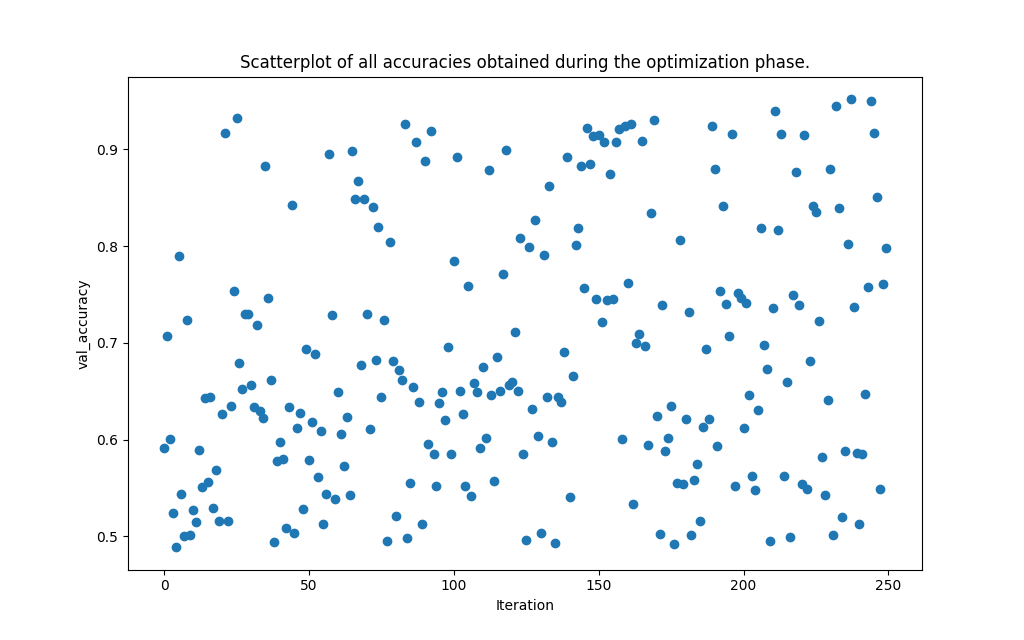 Scatterplot of all accuracies obtained during the optimization phase.
val_accuracy
0.9
0.8
0.7
0.6
0.5
0 50 100 150 200 250
Iteration